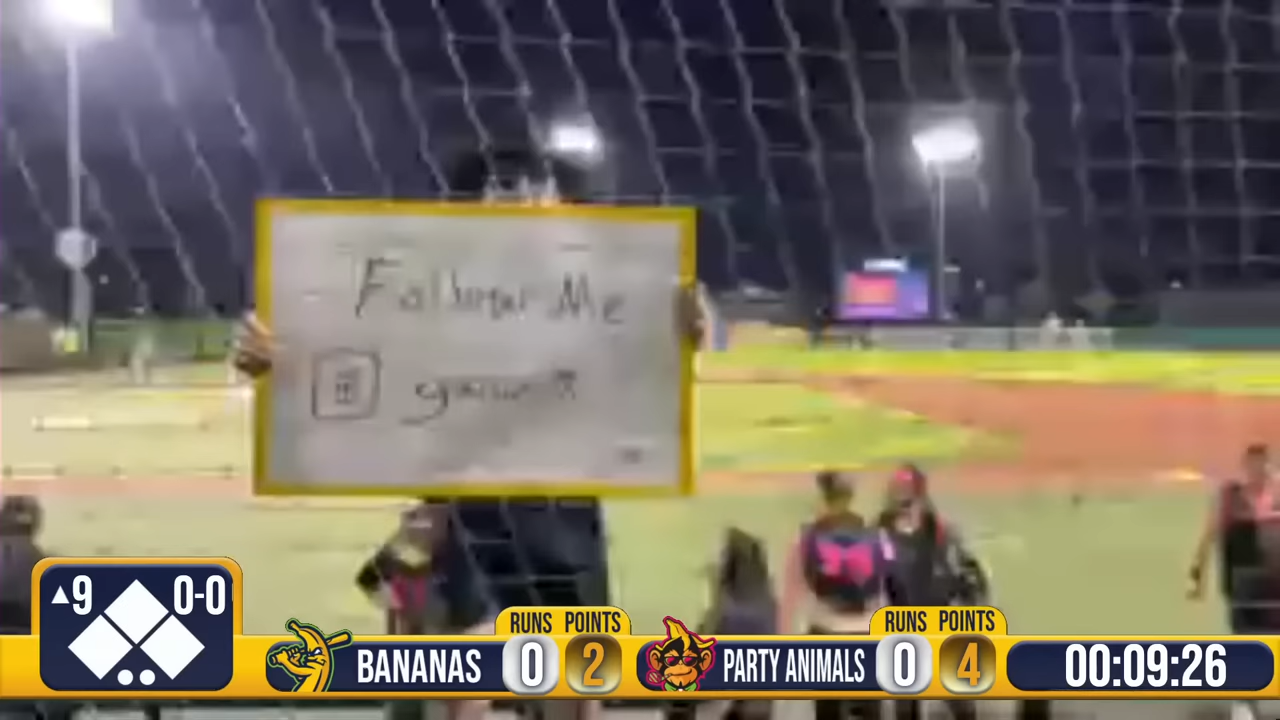 Follow Me
▲9 0-0
RUNS POINTS RUNS POINTS
BANANAS 0 2 PARTY ANIMALS 0 4 00:09:26